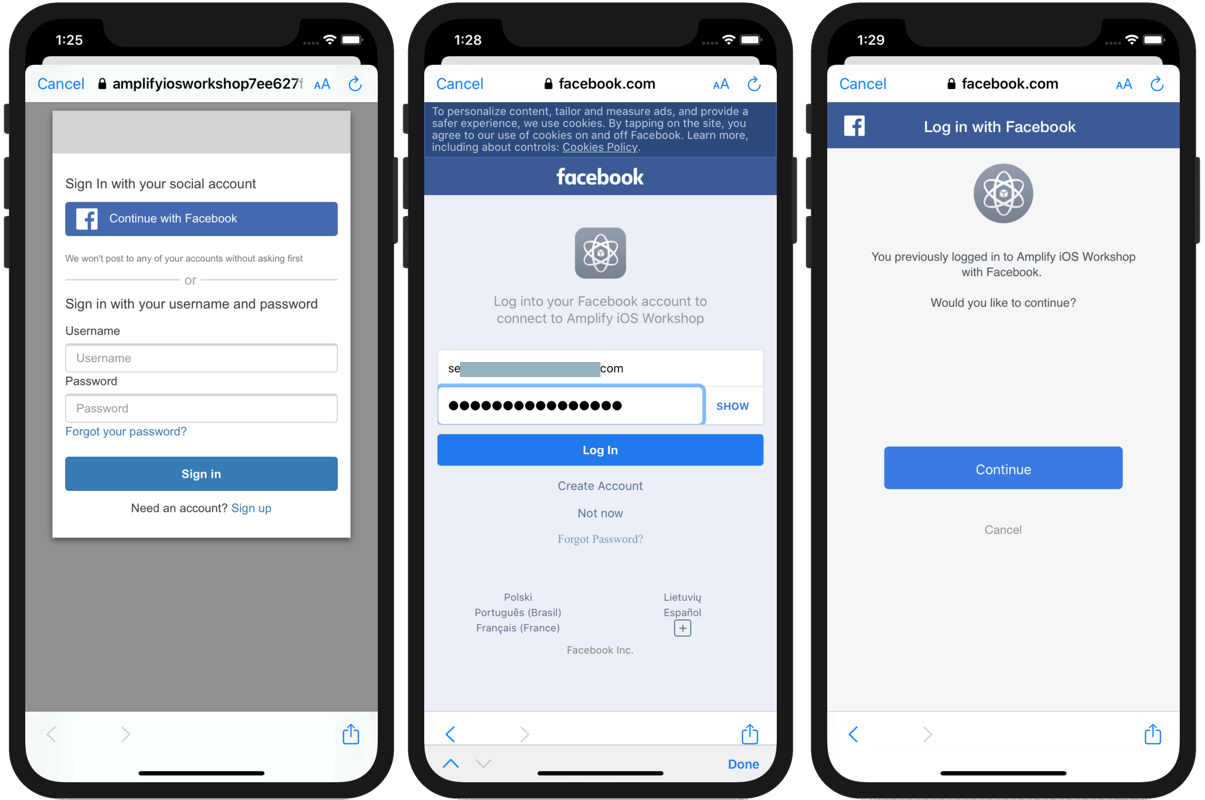 1:25
Cancel
amplifyiosworkshop7ee627f
AA
Sign In with your social account
Continue with Facebook
We won't post to any of your accounts without asking first
or
Sign in with your username and password
Username
Username
Password
Password
Forgot your password?
Sign in
Need an account? Sign up
1:28
Cancel
facebook.com
AA
To personalize content, tailor and measure ads, and provide a
safer experience, we use cookies. By tapping on the site, you
agree to our use of cookies on and off Facebook. Learn more,
including about controls: Cookies Policy.
facebook
Log into your Facebook account to
connect to Amplify iOS Workshop
se com
●●●●●●●●●●●●●●●●
SHOW
Log In
Create Account
Not now
Forgot Password?
Polski
Lietuvių
Português (Brasil)
Español
Français (France)
+
Facebook Inc.
Done
1:29
Cancel
facebook.com
AA
Log in with Facebook
You previously logged in to Amplify iOS Workshop
with Facebook.
Would you like to continue?
Continue
Cancel